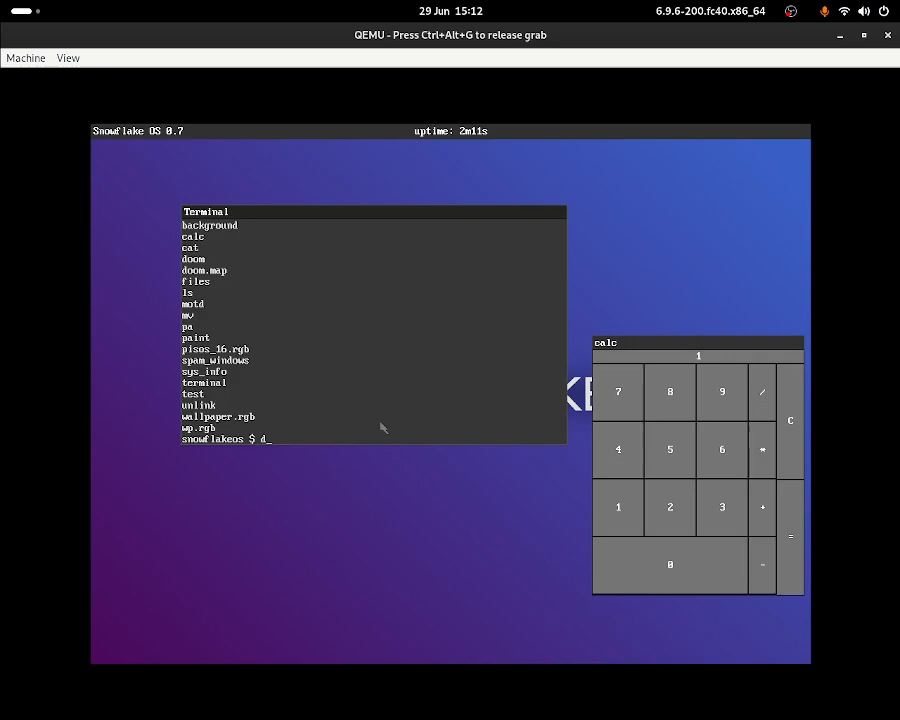 29 Jun 15:12
6.9.6-200.fc40.x86_64
QEMU - Press Ctrl+Alt+G to release grab
Machine View
Snowflake OS 0.7
uptime: 2m11s
Terminal
background
calc
cat
doom
doom.map
files
ls
motd
mv
pa
paint
pisos_16.rgb
spam_windows
sys_info
terminal
test
unlink
wallpaper.rgb
wp.rgb
snowflakeos $ d_
KE
calc
1
7 8 9 /
C
4 5 6 *
1 2 3 +
=
0 -